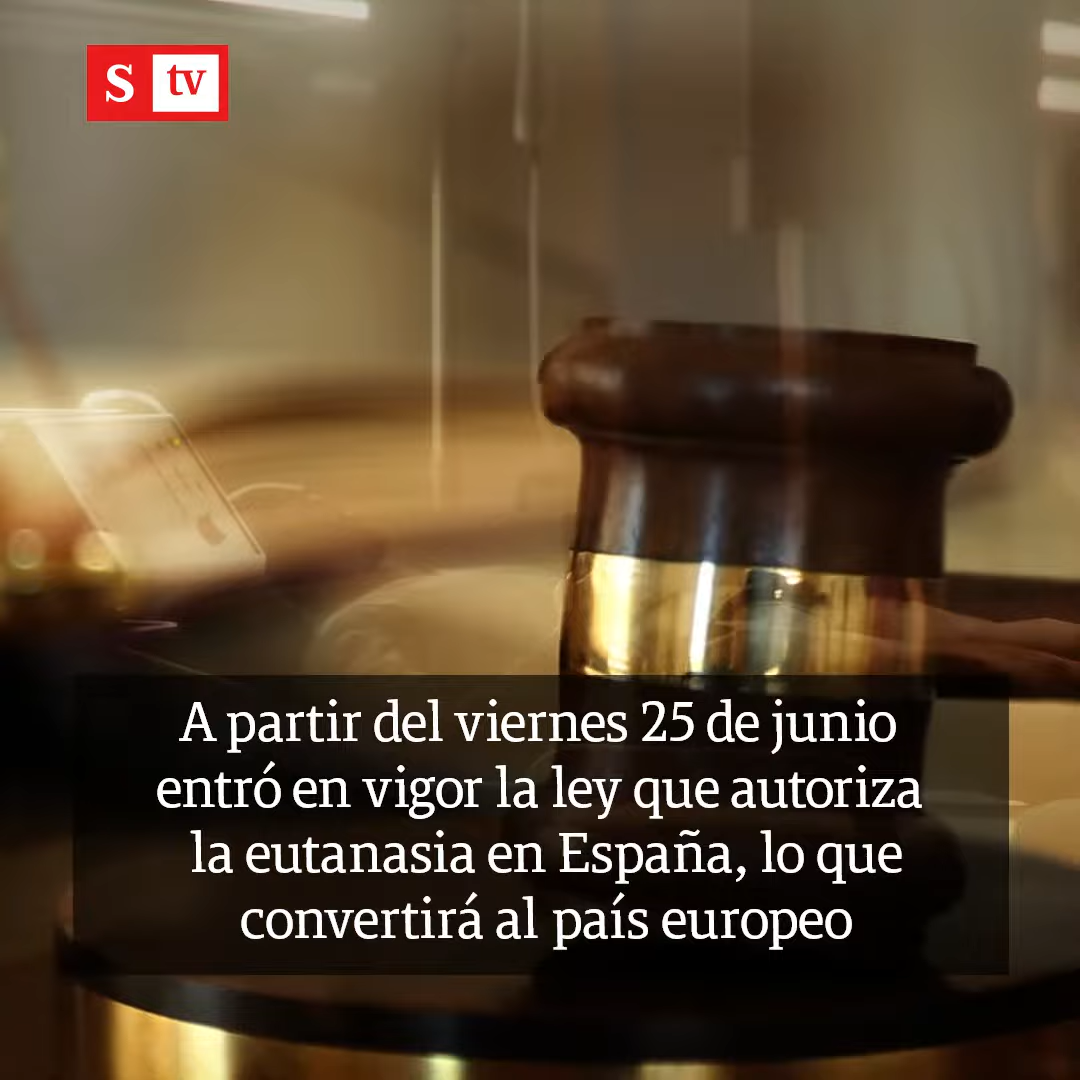 S tv
A partir del viernes 25 de junio
entró en vigor la ley que autoriza
la eutanasia en España, lo que
convertirá al país europeo